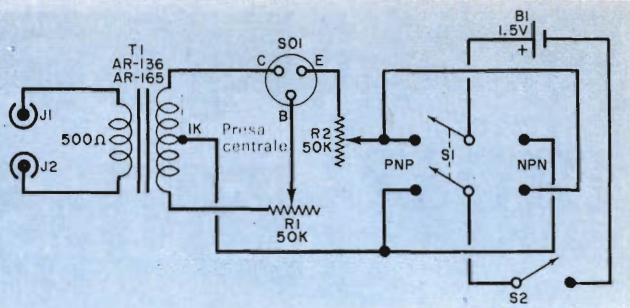 T1
AR-136
AR-165
J1
J2
500Ω
1K
Presa
centrale
SO1
C
E
B
R2
50K
R1
50K
PNP
S1
NPN
B1
1.5V
+
S2